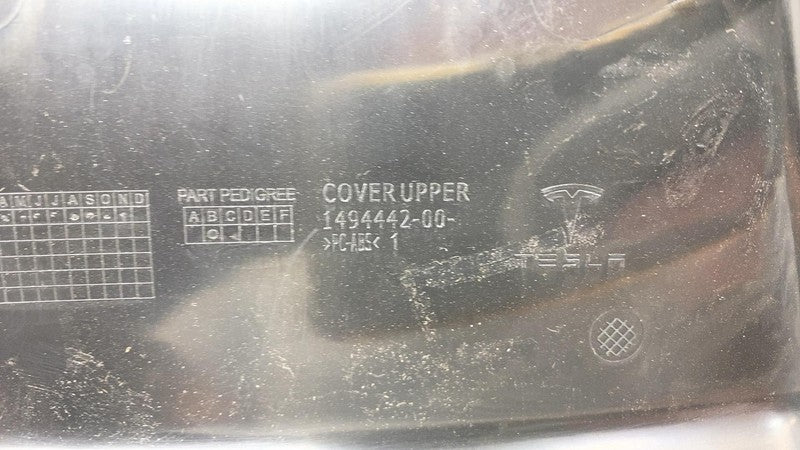 AMJJASOND
PART PEDIGREE
ABCDEF
COVER UPPER
1494442-00-
>PC-ABS< 1
TESLA